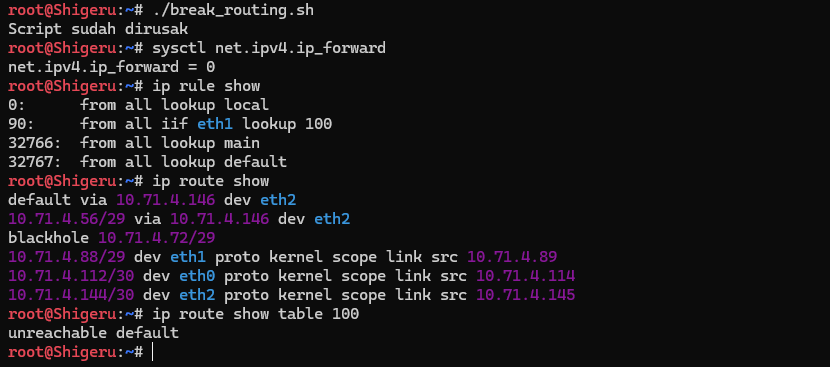 root@Shigeru:~# ./break_routing.sh
Script sudah dirusak
root@Shigeru:~# sysctl net.ipv4.ip_forward
net.ipv4.ip_forward = 0
root@Shigeru:~# ip rule show
0:      from all lookup local
90:     from all iif eth1 lookup 100
32766:  from all lookup main
32767:  from all lookup default
root@Shigeru:~# ip route show
default via 10.71.4.146 dev eth2
10.71.4.56/29 via 10.71.4.146 dev eth2
blackhole 10.71.4.72/29
10.71.4.88/29 dev eth1 proto kernel scope link src 10.71.4.89
10.71.4.112/30 dev eth0 proto kernel scope link src 10.71.4.114
10.71.4.144/30 dev eth2 proto kernel scope link src 10.71.4.145
root@Shigeru:~# ip route show table 100
unreachable default
root@Shigeru:~#